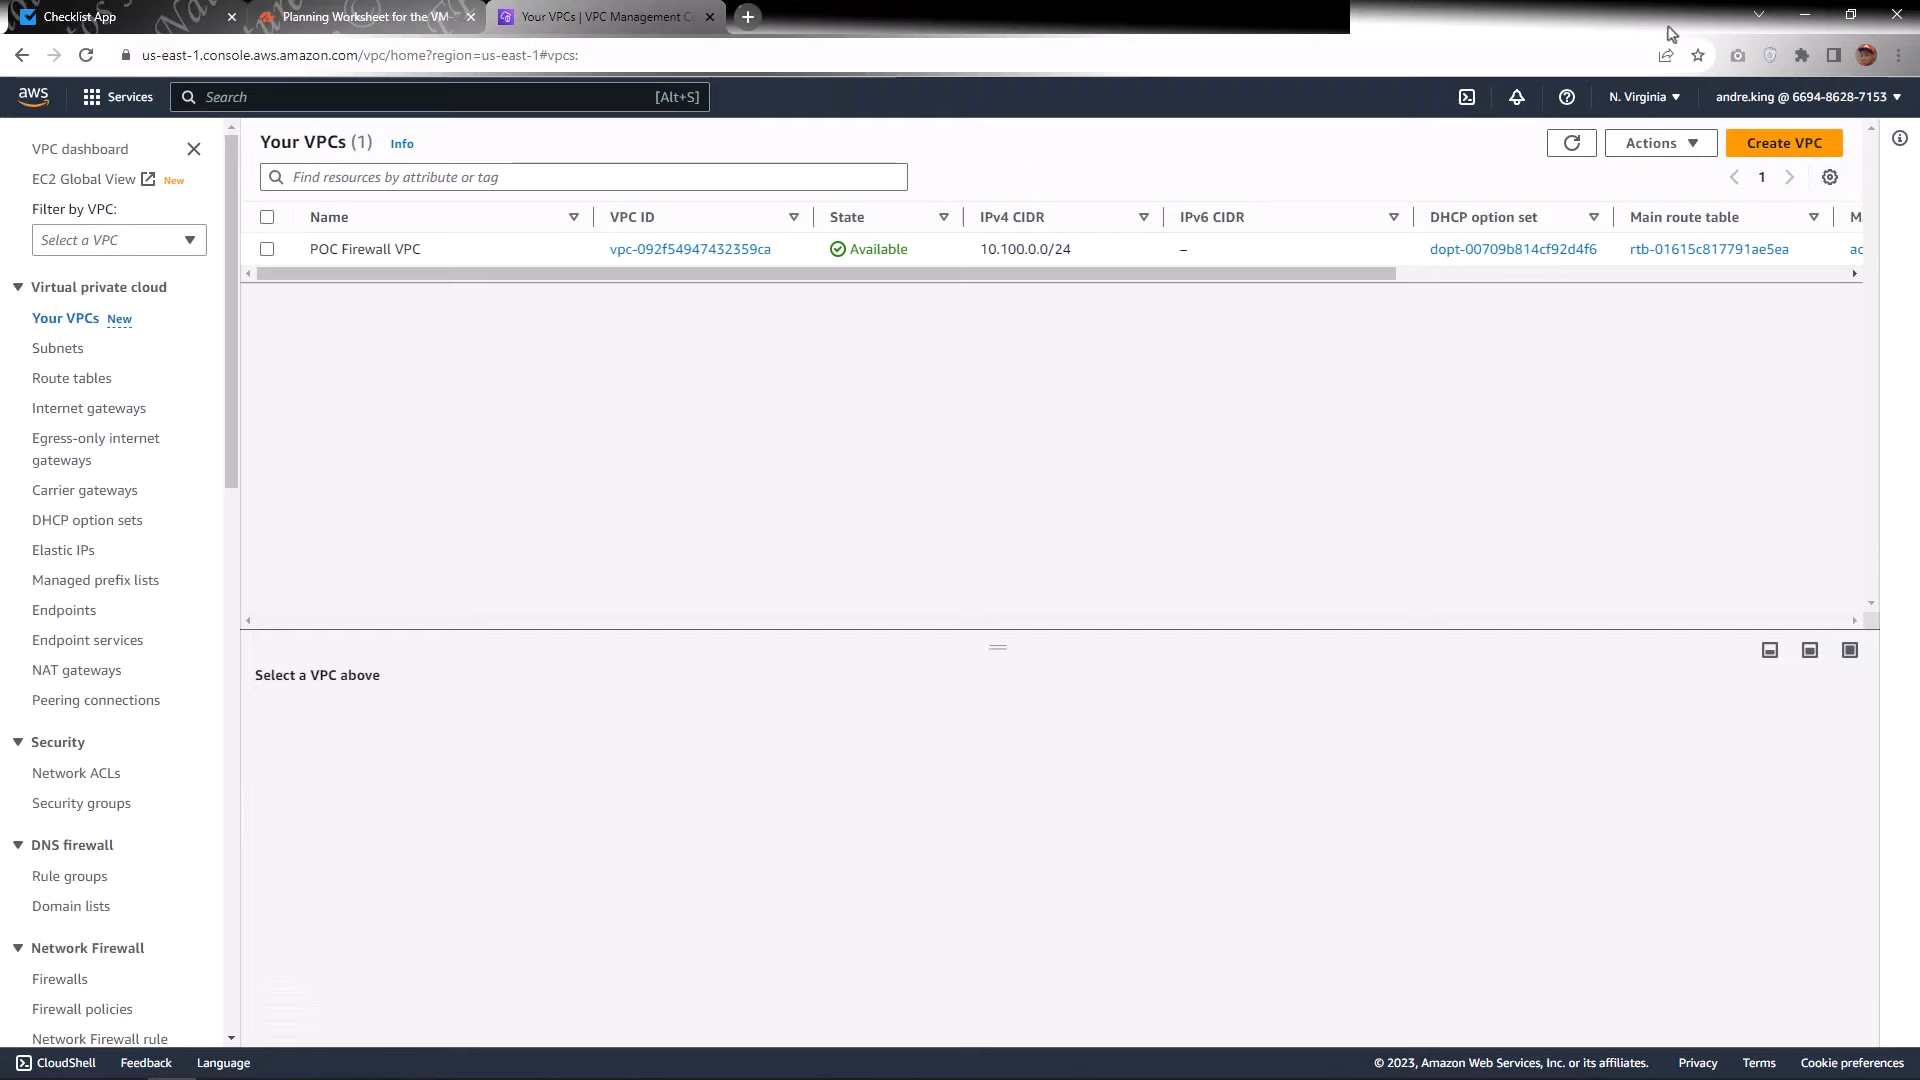 Checklist App
Planning Worksheet for the VM-
Your VPCs | VPC Management Co
us-east-1.console.aws.amazon.com/vpc/home?region=us-east-1#vpcs:
aws
Services
Search
[Alt+S]
N. Virginia
andre.king @ 6694-8628-7153
VPC dashboard
EC2 Global View New
Filter by VPC:
Select a VPC
Virtual private cloud
Your VPCs New
Subnets
Route tables
Internet gateways
Egress-only internet
gateways
Carrier gateways
DHCP option sets
Elastic IPs
Managed prefix lists
Endpoints
Endpoint services
NAT gateways
Peering connections
Security
Network ACLs
Security groups
DNS firewall
Rule groups
Domain lists
Network Firewall
Firewalls
Firewall policies
Network Firewall rule
Your VPCs (1) Info
Actions
Create VPC
Find resources by attribute or tag
1
Name VPC ID State IPv4 CIDR IPv6 CIDR DHCP option set Main route table M
POC Firewall VPC vpc-092f54947432359ca Available 10.100.0.0/24 – dopt-00709b814cf92d4f6 rtb-01615c817791ae5ea ac
Select a VPC above
CloudShell Feedback Language
© 2023, Amazon Web Services, Inc. or its affiliates. Privacy Terms Cookie preferences